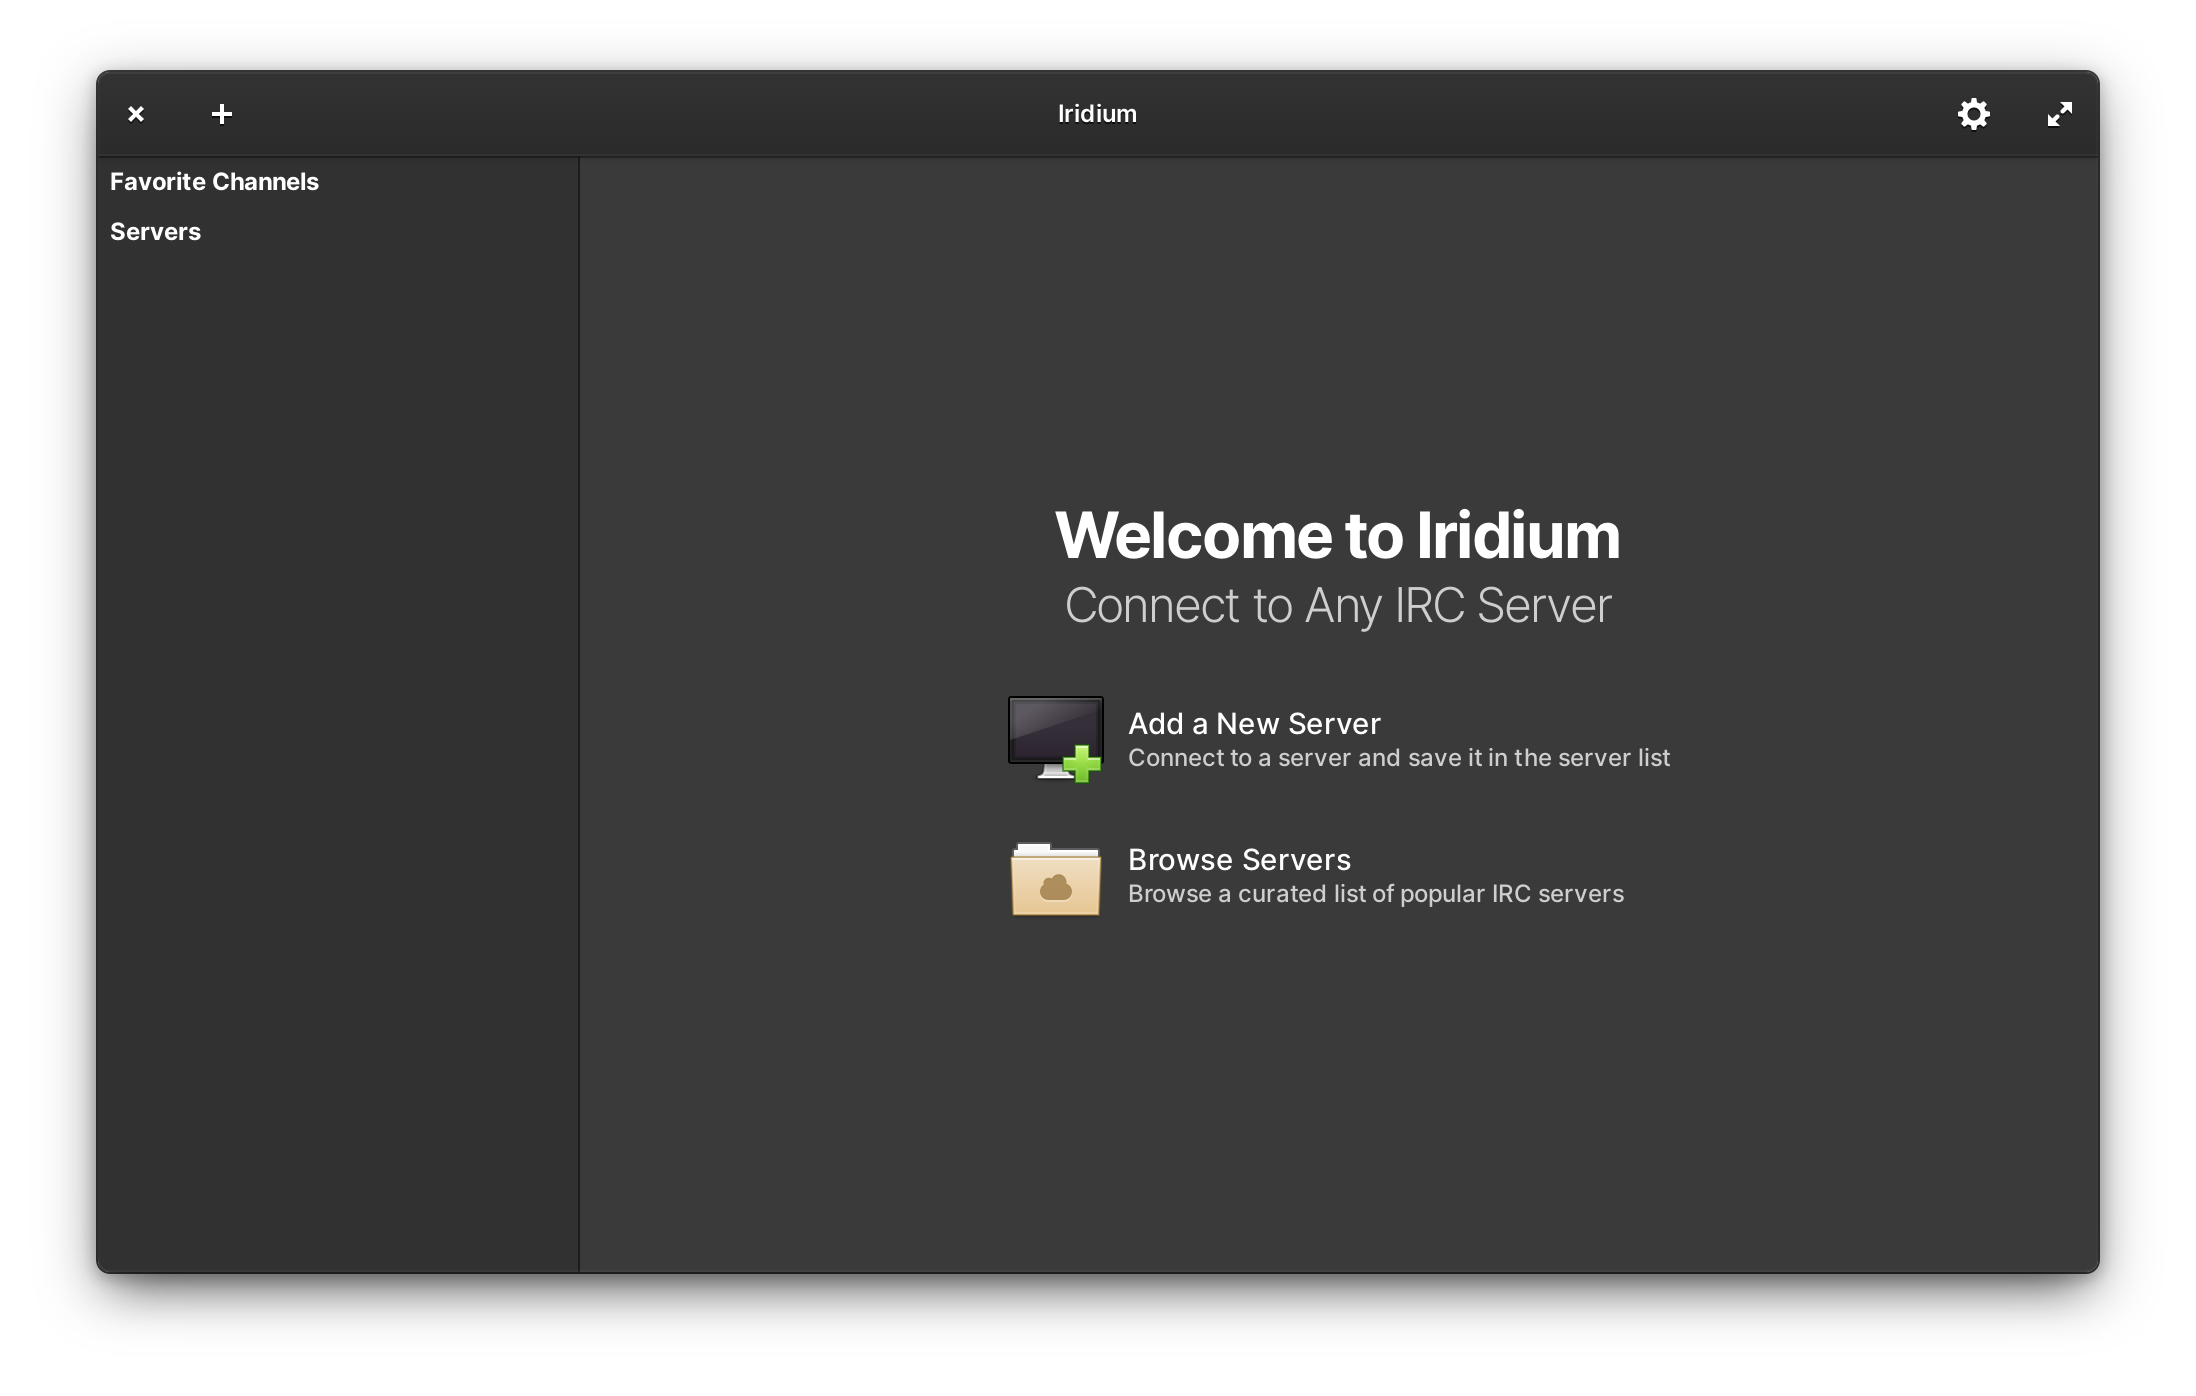 Iridium
Favorite Channels
Servers
Welcome to Iridium
Connect to Any IRC Server
Add a New Server
Connect to a server and save it in the server list
Browse Servers
Browse a curated list of popular IRC servers